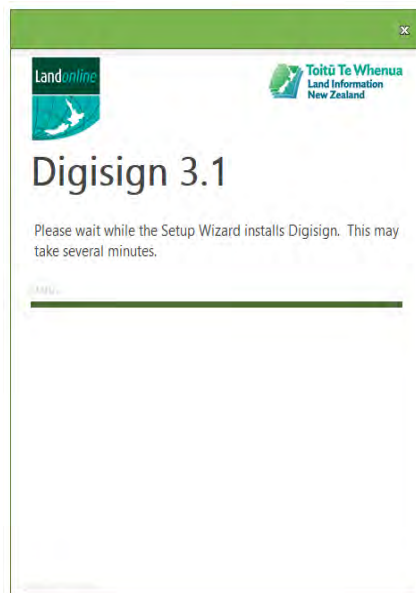 x
Landonline
Toitū Te Whenua
Land Information
New Zealand
Digisign 3.1
Please wait while the Setup Wizard installs Digisign. This may
take several minutes.